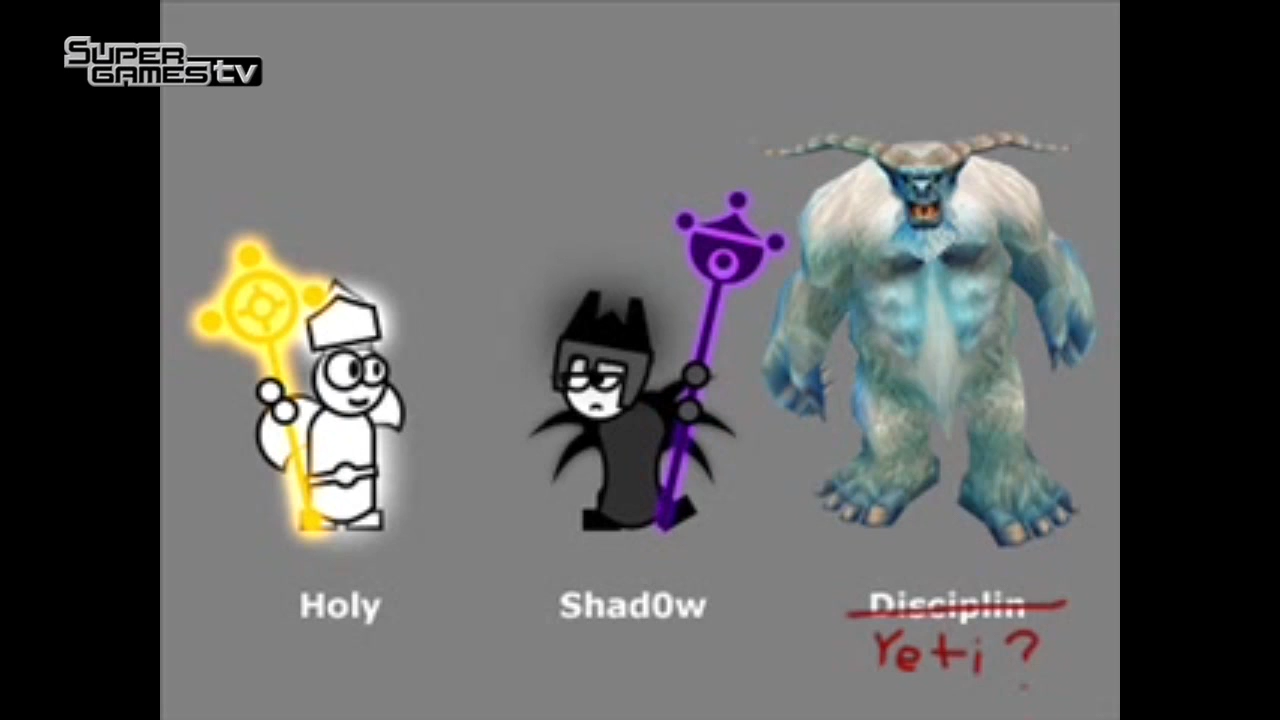 SUPER
GAMES tv
Holy
Shad0w
Disciplin
Yeti?